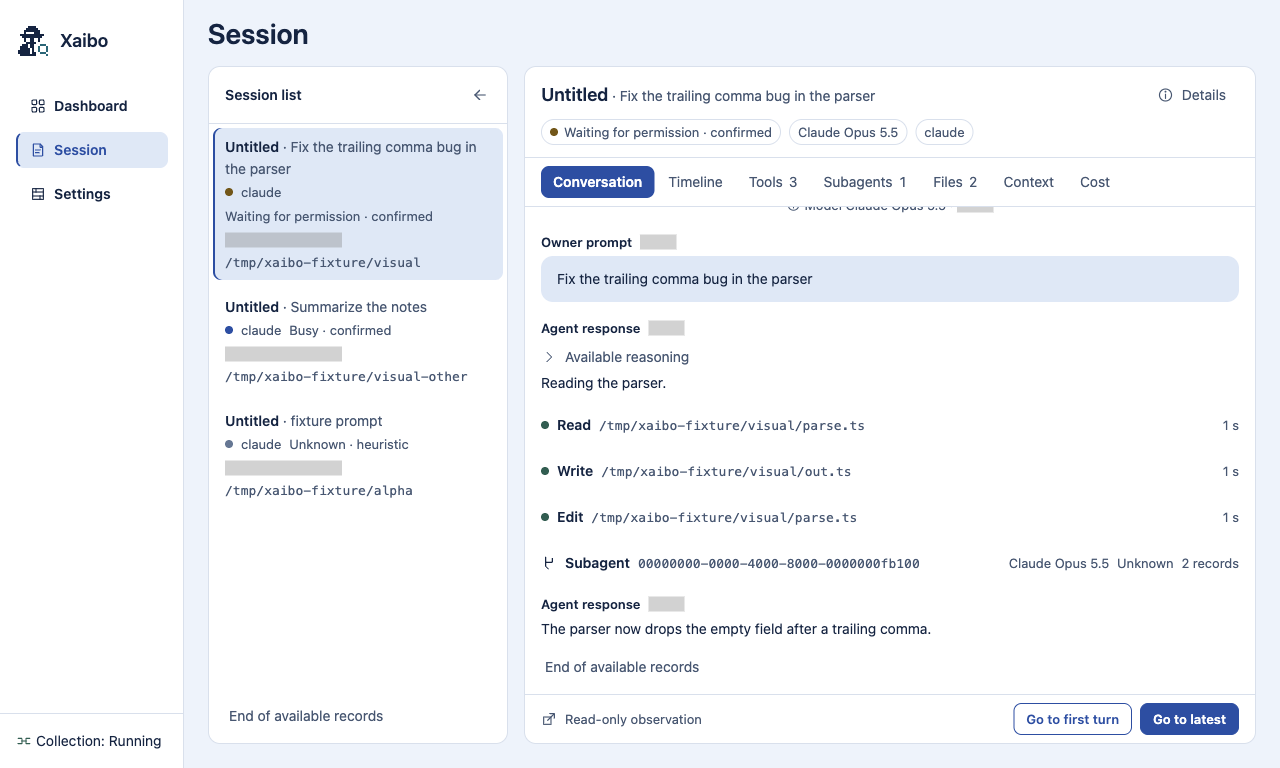 Xaibo
Dashboard
Session
Settings
Collection: Running
Session
Session list
Untitled · Fix the trailing comma bug in
the parser
claude
Waiting for permission · confirmed
/tmp/xaibo-fixture/visual
Untitled · Summarize the notes
claude Busy · confirmed
/tmp/xaibo-fixture/visual-other
Untitled · fixture prompt
claude Unknown · heuristic
/tmp/xaibo-fixture/alpha
End of available records
Untitled · Fix the trailing comma bug in the parser
Details
Waiting for permission · confirmed
Claude Opus 5.5
claude
Conversation Timeline Tools 3 Subagents 1 Files 2 Context Cost
Model Claude Opus 5.5
Owner prompt
Fix the trailing comma bug in the parser
Agent response
Available reasoning
Reading the parser.
Read /tmp/xaibo-fixture/visual/parse.ts 1 s
Write /tmp/xaibo-fixture/visual/out.ts 1 s
Edit /tmp/xaibo-fixture/visual/parse.ts 1 s
Subagent 00000000-0000-4000-8000-0000000fb100 Claude Opus 5.5 Unknown 2 records
Agent response
The parser now drops the empty field after a trailing comma.
End of available records
Read-only observation
Go to first turn
Go to latest